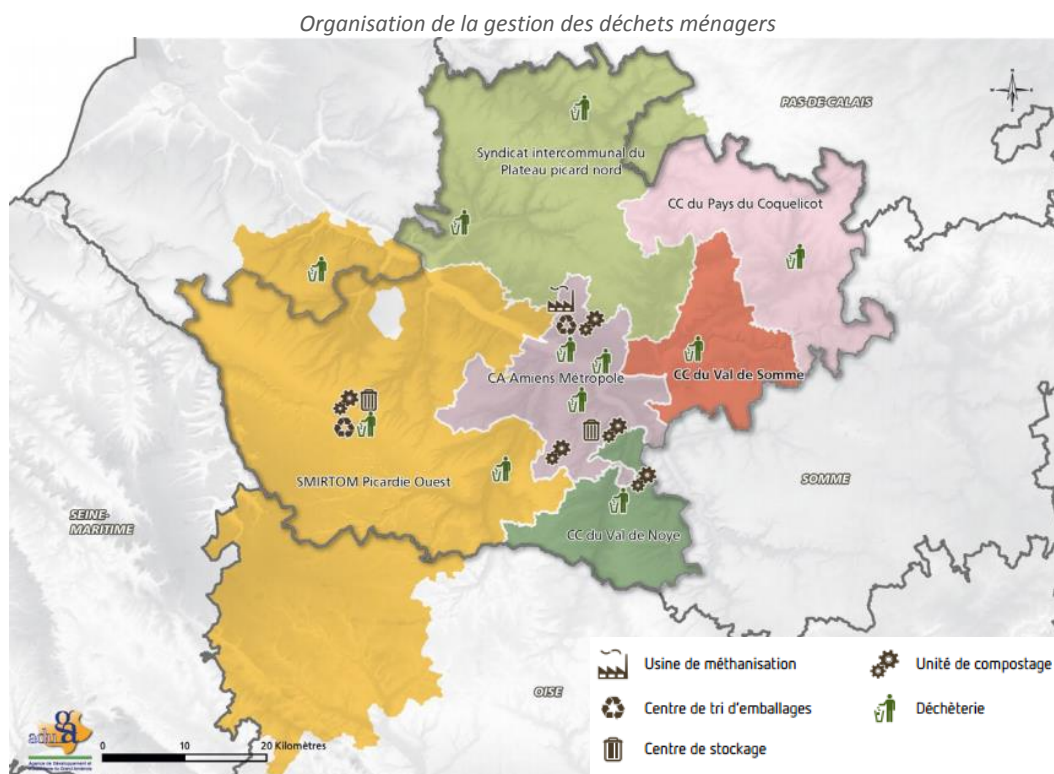 Organisation de la gestion des déchets ménagers
PAS-DE-CALAIS
Syndicat intercommunal du
Plateau picard nord
CC du Pays du Coquelicot
CA Amiens Métropole
CC du Val de Somme
SMIRTOM Picardie Ouest
SOMME
SEINE-
MARITIME
CC du Val de Noye
OISE
Usine de méthanisation
Unité de compostage
Centre de tri d'emballages
Déchèterie
Centre de stockage
aduga
0 10 20 Kilomètres